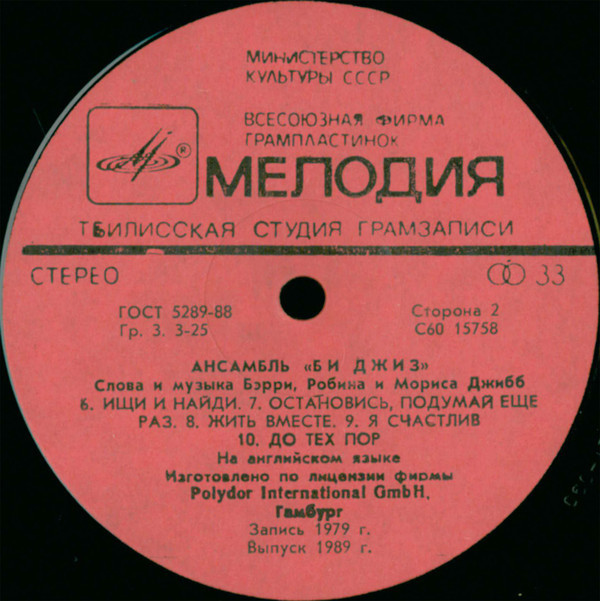 МИНИСТЕРСТВО
КУЛЬТУРЫ СССР
ВСЕСОЮЗНАЯ ФИРМА
ГРАМПЛАСТИНОК
®
МЕЛОДИЯ
ТБИЛИССКАЯ СТУДИЯ ГРАМЗАПИСИ
СТЕРЕО 33
ГОСТ 5289-88 Сторона 2
Гр. 3. 3-25 С60 15758
АНСАМБЛЬ «БИ ДЖИЗ»
Слова и музыка Бэрри, Робина и Мориса Джибб
6. ИЩИ И НАЙДИ. 7. ОСТАНОВИСЬ, ПОДУМАЙ ЕЩЕ
РАЗ. 8. ЖИТЬ ВМЕСТЕ. 9. Я СЧАСТЛИВ
10. ДО ТЕХ ПОР
На английском языке
Изготовлено по лицензии фирмы
Polydor International GmbH,
Гамбург
Запись 1979 г.
Выпуск 1989 г.